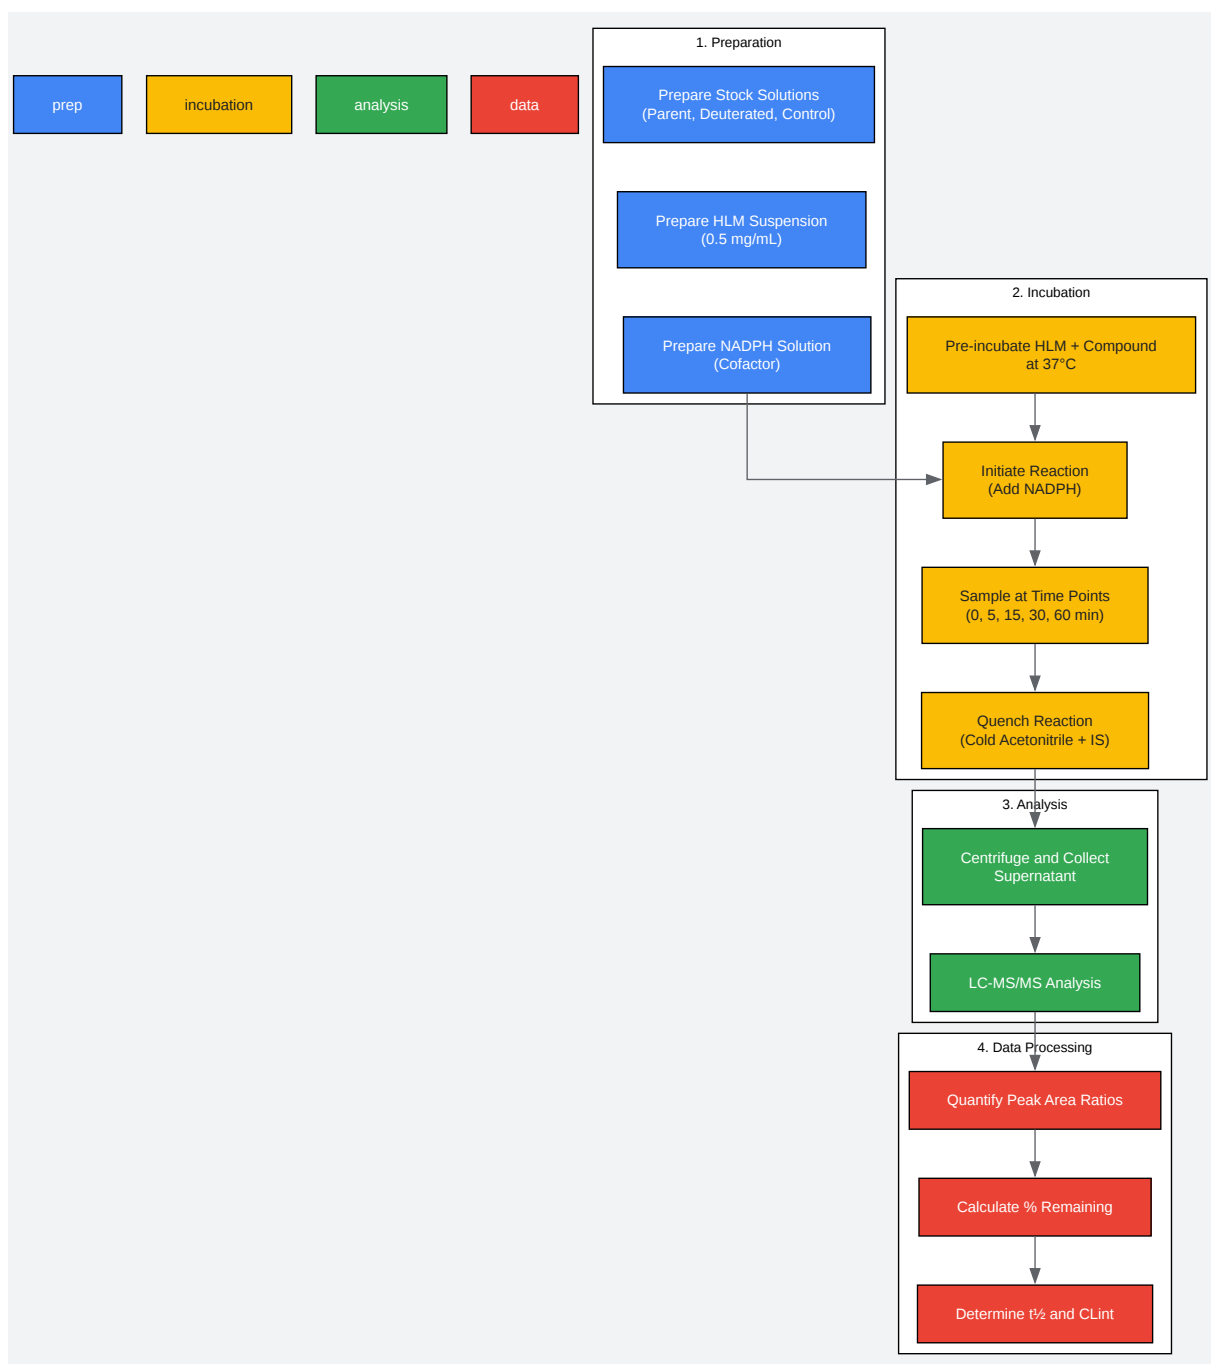 prep
incubation
analysis
data
1. Preparation
Prepare Stock Solutions
(Parent, Deuterated, Control)
Prepare HLM Suspension
(0.5 mg/mL)
Prepare NADPH Solution
(Cofactor)
2. Incubation
Pre-incubate HLM + Compound
at 37°C
Initiate Reaction
(Add NADPH)
Sample at Time Points
(0, 5, 15, 30, 60 min)
Quench Reaction
(Cold Acetonitrile + IS)
3. Analysis
Centrifuge and Collect
Supernatant
LC-MS/MS Analysis
4. Data Processing
Quantify Peak Area Ratios
Calculate % Remaining
Determine t½ and CLint